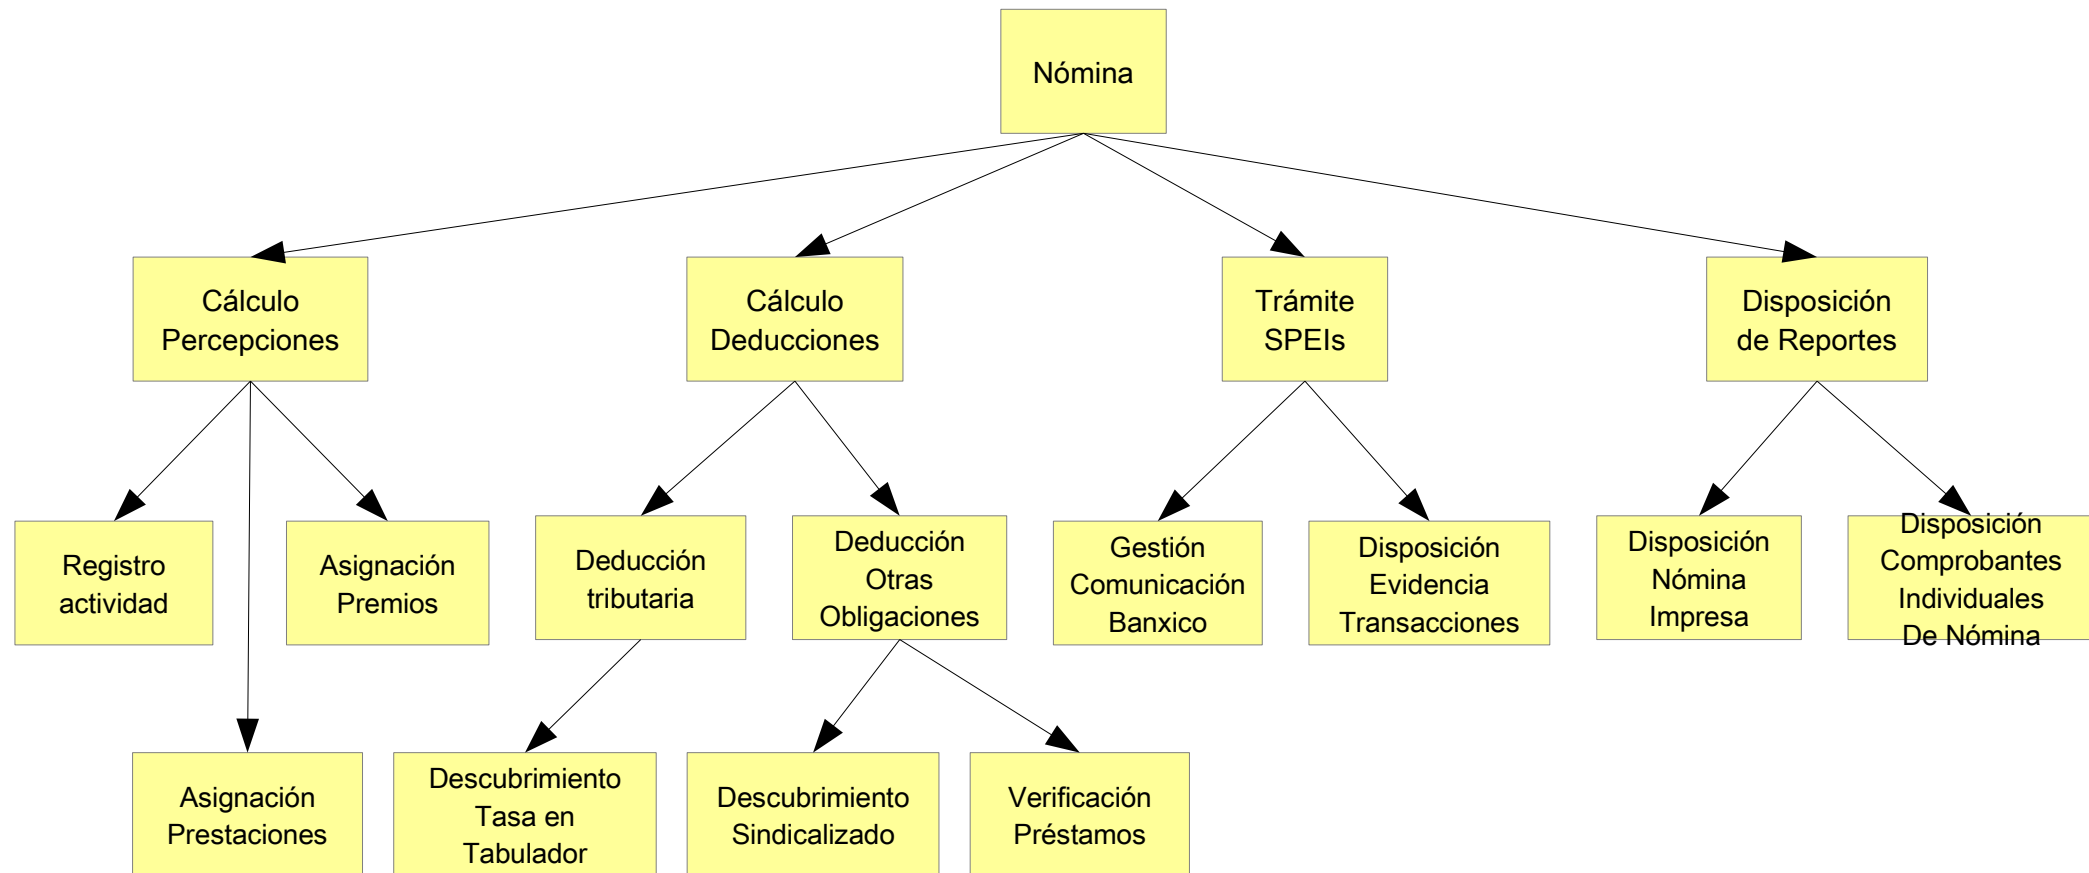 Nómina
Cálculo
Percepciones
Cálculo
Deducciones
Trámite
SPEIs
Disposición
de Reportes
Registro
actividad
Asignación
Premios
Deducción
tributaria
Deducción
Otras
Obligaciones
Gestión
Comunicación
Banxico
Disposición
Evidencia
Transacciones
Disposición
Nómina
Impresa
Disposición
Comprobantes
Individuales
De Nómina
Asignación
Prestaciones
Descubrimiento
Tasa en
Tabulador
Descubrimiento
Sindicalizado
Verificación
Préstamos